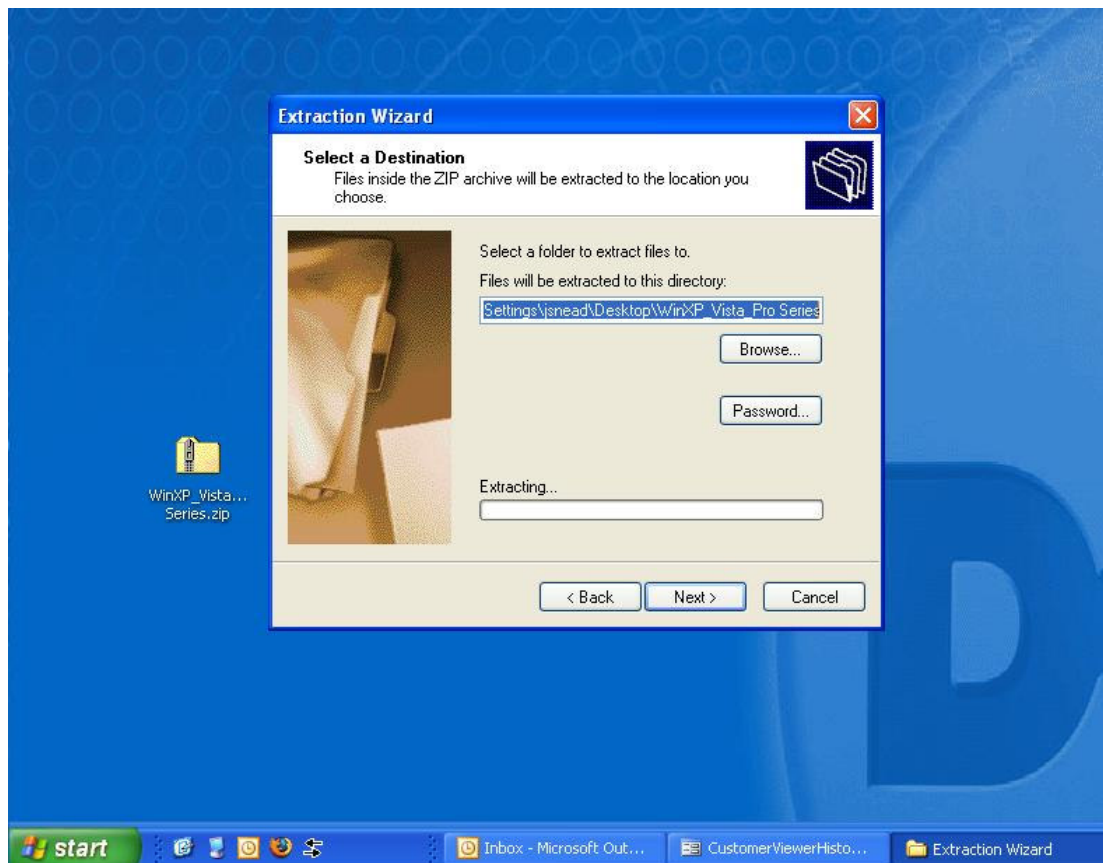 Extraction Wizard
Select a Destination
Files inside the ZIP archive will be extracted to the location you
choose.
Select a folder to extract files to.
Files will be extracted to this directory:
Settings\jsnead\Desktop\WinXP_Vista_Pro Series
Browse...
Password...
Extracting...
< Back
Next >
Cancel
WinXP_Vista...
Series.zip
start
Inbox - Microsoft Out...
CustomerViewerHisto...
Extraction Wizard